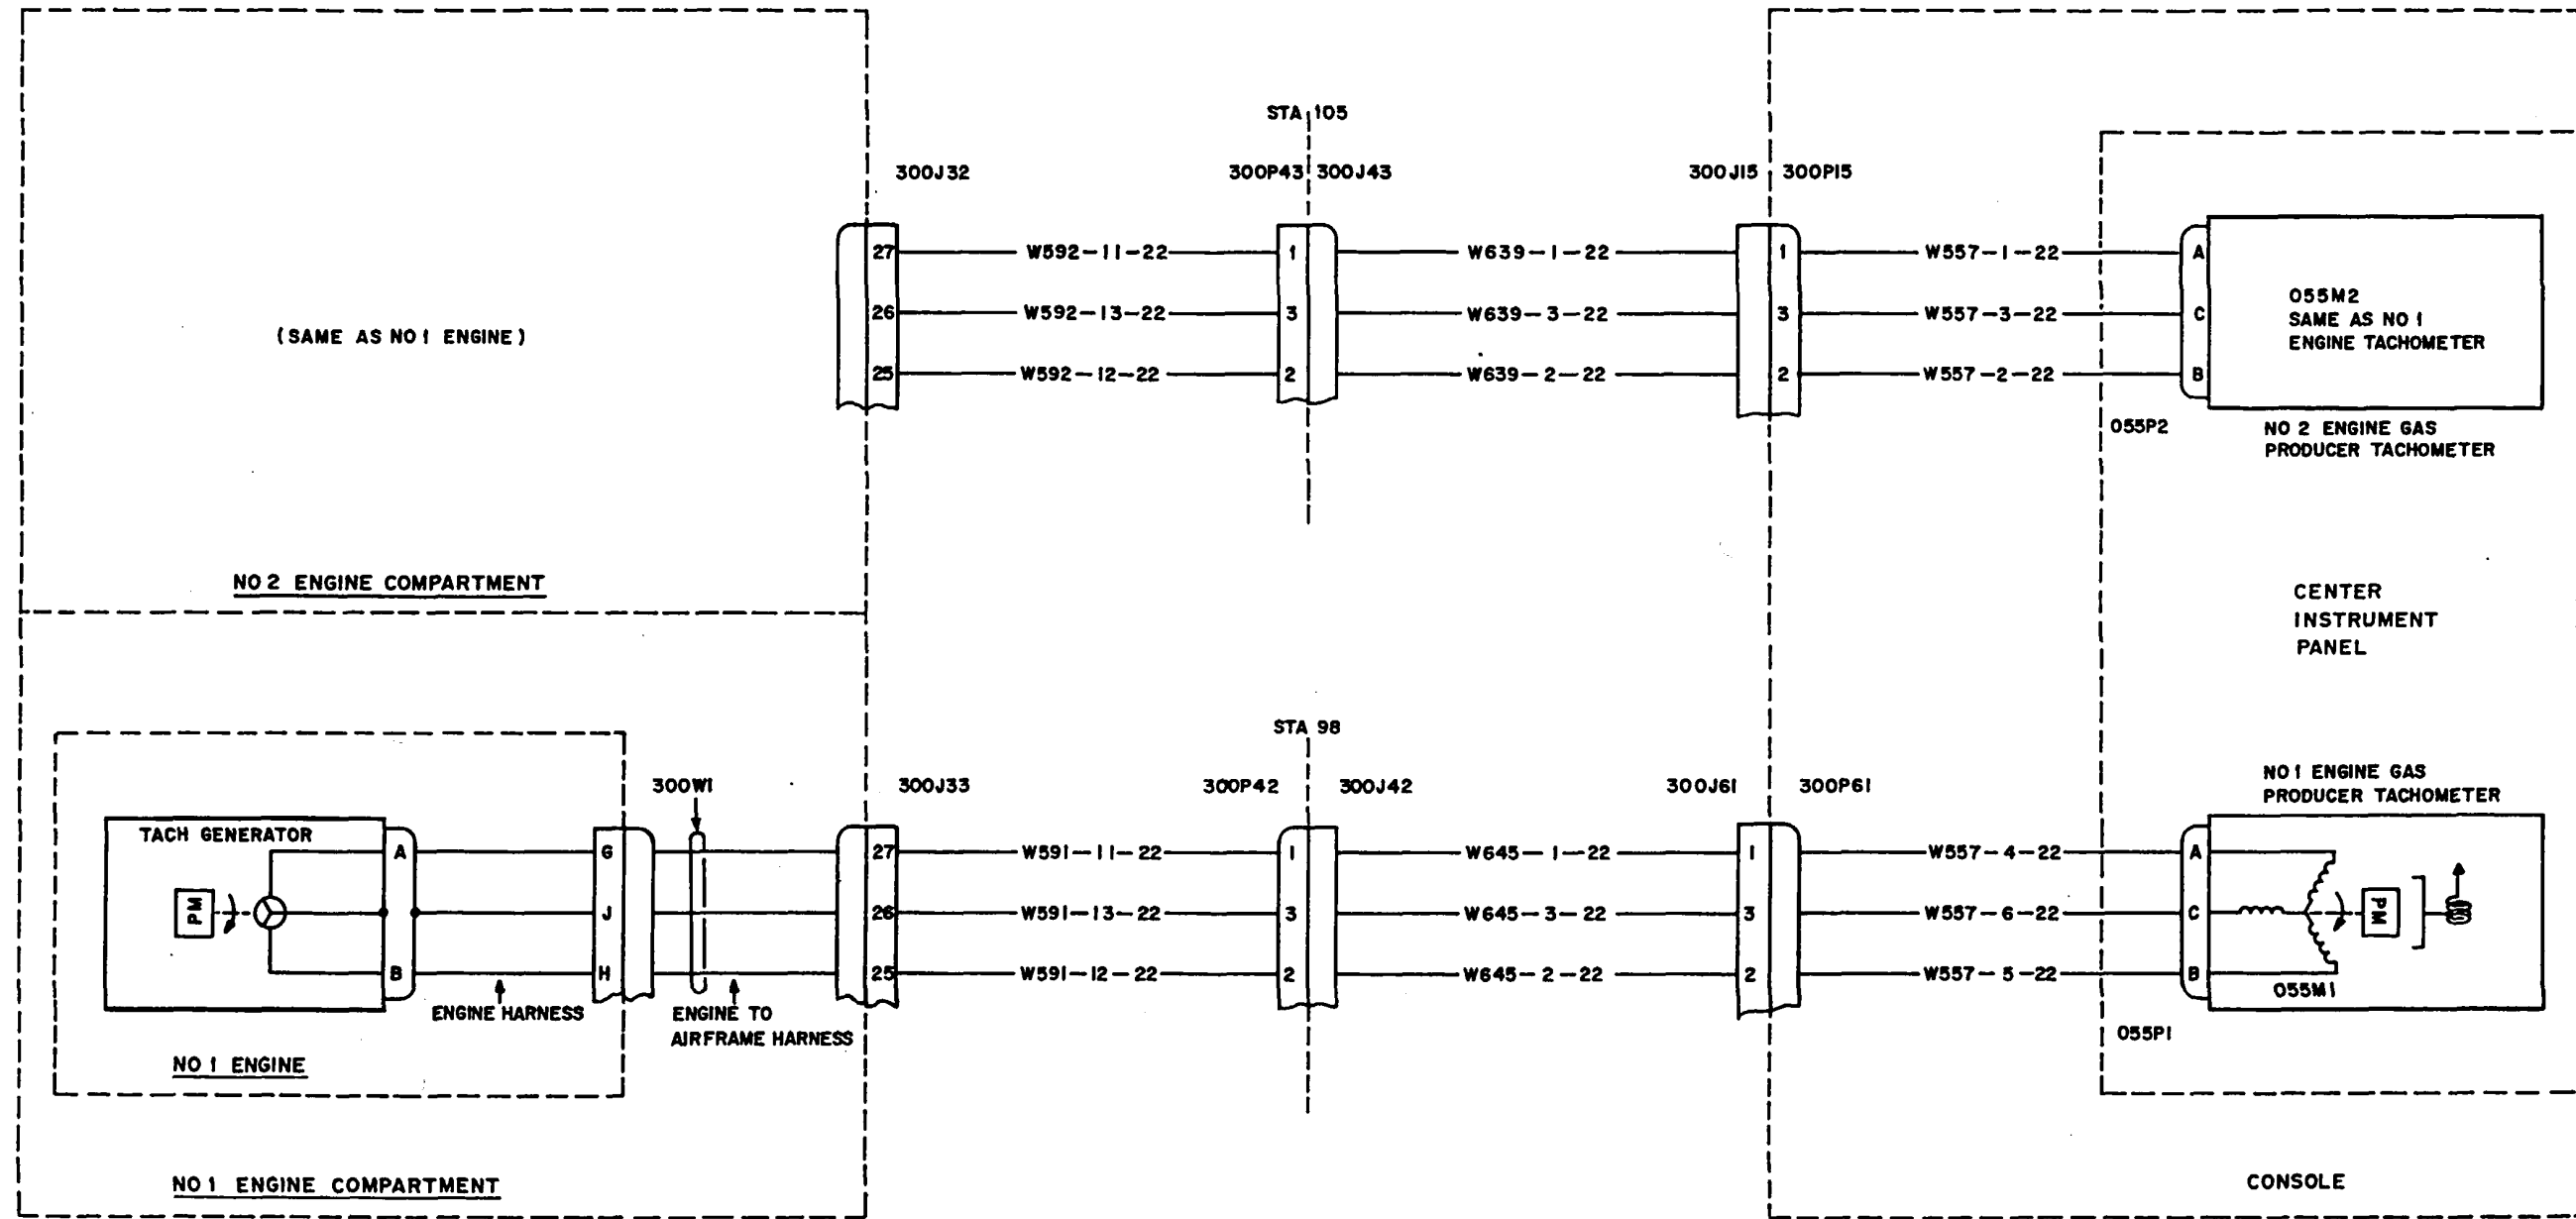 STA 105
300J32
300P43 300J43
300J15 300P15
27 W592-11-22 1 W639-1-22 1 W557-1-22 A
26 W592-13-22 3 W639-3-22 3 W557-3-22 C
25 W592-12-22 2 W639-2-22 2 W557-2-22 B
(SAME AS NO 1 ENGINE)
055M2
SAME AS NO 1
ENGINE TACHOMETER
055P2
NO 2 ENGINE GAS
PRODUCER TACHOMETER
NO 2 ENGINE COMPARTMENT
CENTER
INSTRUMENT
PANEL
STA 98
300W1
300J33
300P42 300J42
300J61 300P61
NO 1 ENGINE GAS
PRODUCER TACHOMETER
TACH GENERATOR
A G 27 W591-11-22 1 W645-1-22 1 W557-4-22 A
PM J 26 W591-13-22 3 W645-3-22 3 W557-6-22 C PM
B H 25 W591-12-22 2 W645-2-22 2 W557-5-22 B
055M1
ENGINE HARNESS
ENGINE TO
AIRFRAME HARNESS
055P1
NO 1 ENGINE
NO 1 ENGINE COMPARTMENT
CONSOLE